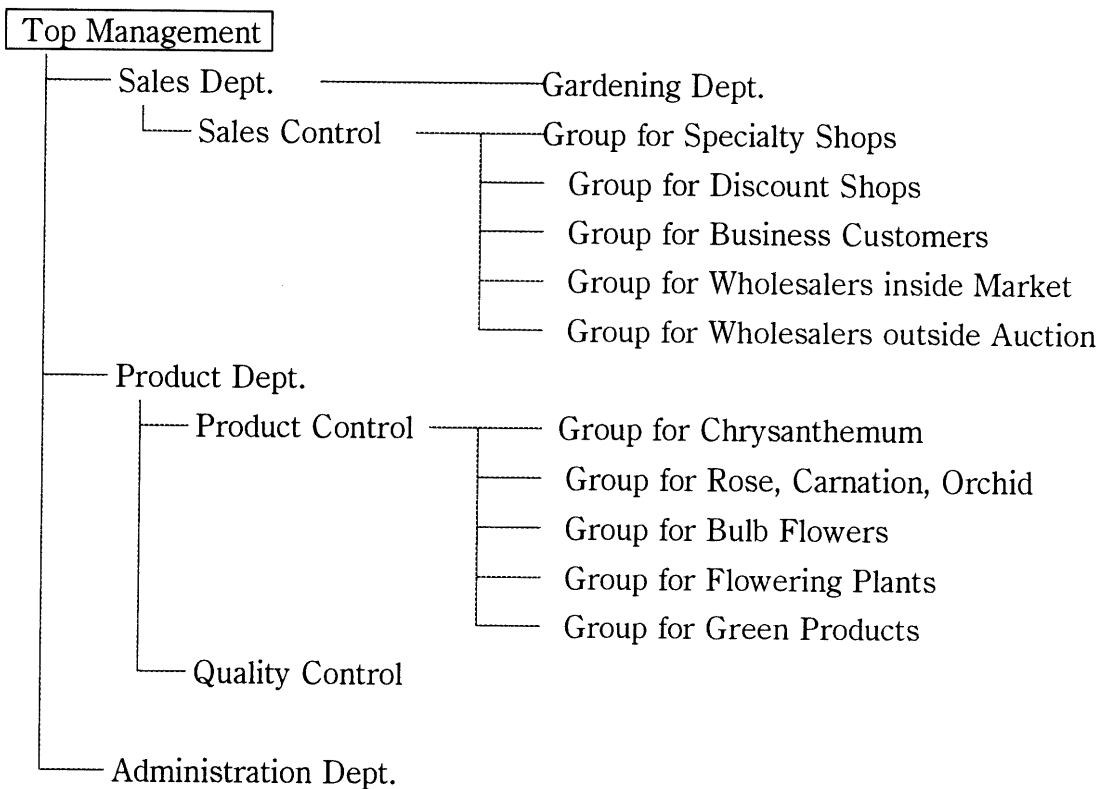 Top Management
Sales Dept. Gardening Dept.
Sales Control Group for Specialty Shops
Group for Discount Shops
Group for Business Customers
Group for Wholesalers inside Market
Group for Wholesalers outside Auction
Product Dept.
Product Control Group for Chrysanthemum
Group for Rose, Carnation, Orchid
Group for Bulb Flowers
Group for Flowering Plants
Group for Green Products
Quality Control
Administration Dept.